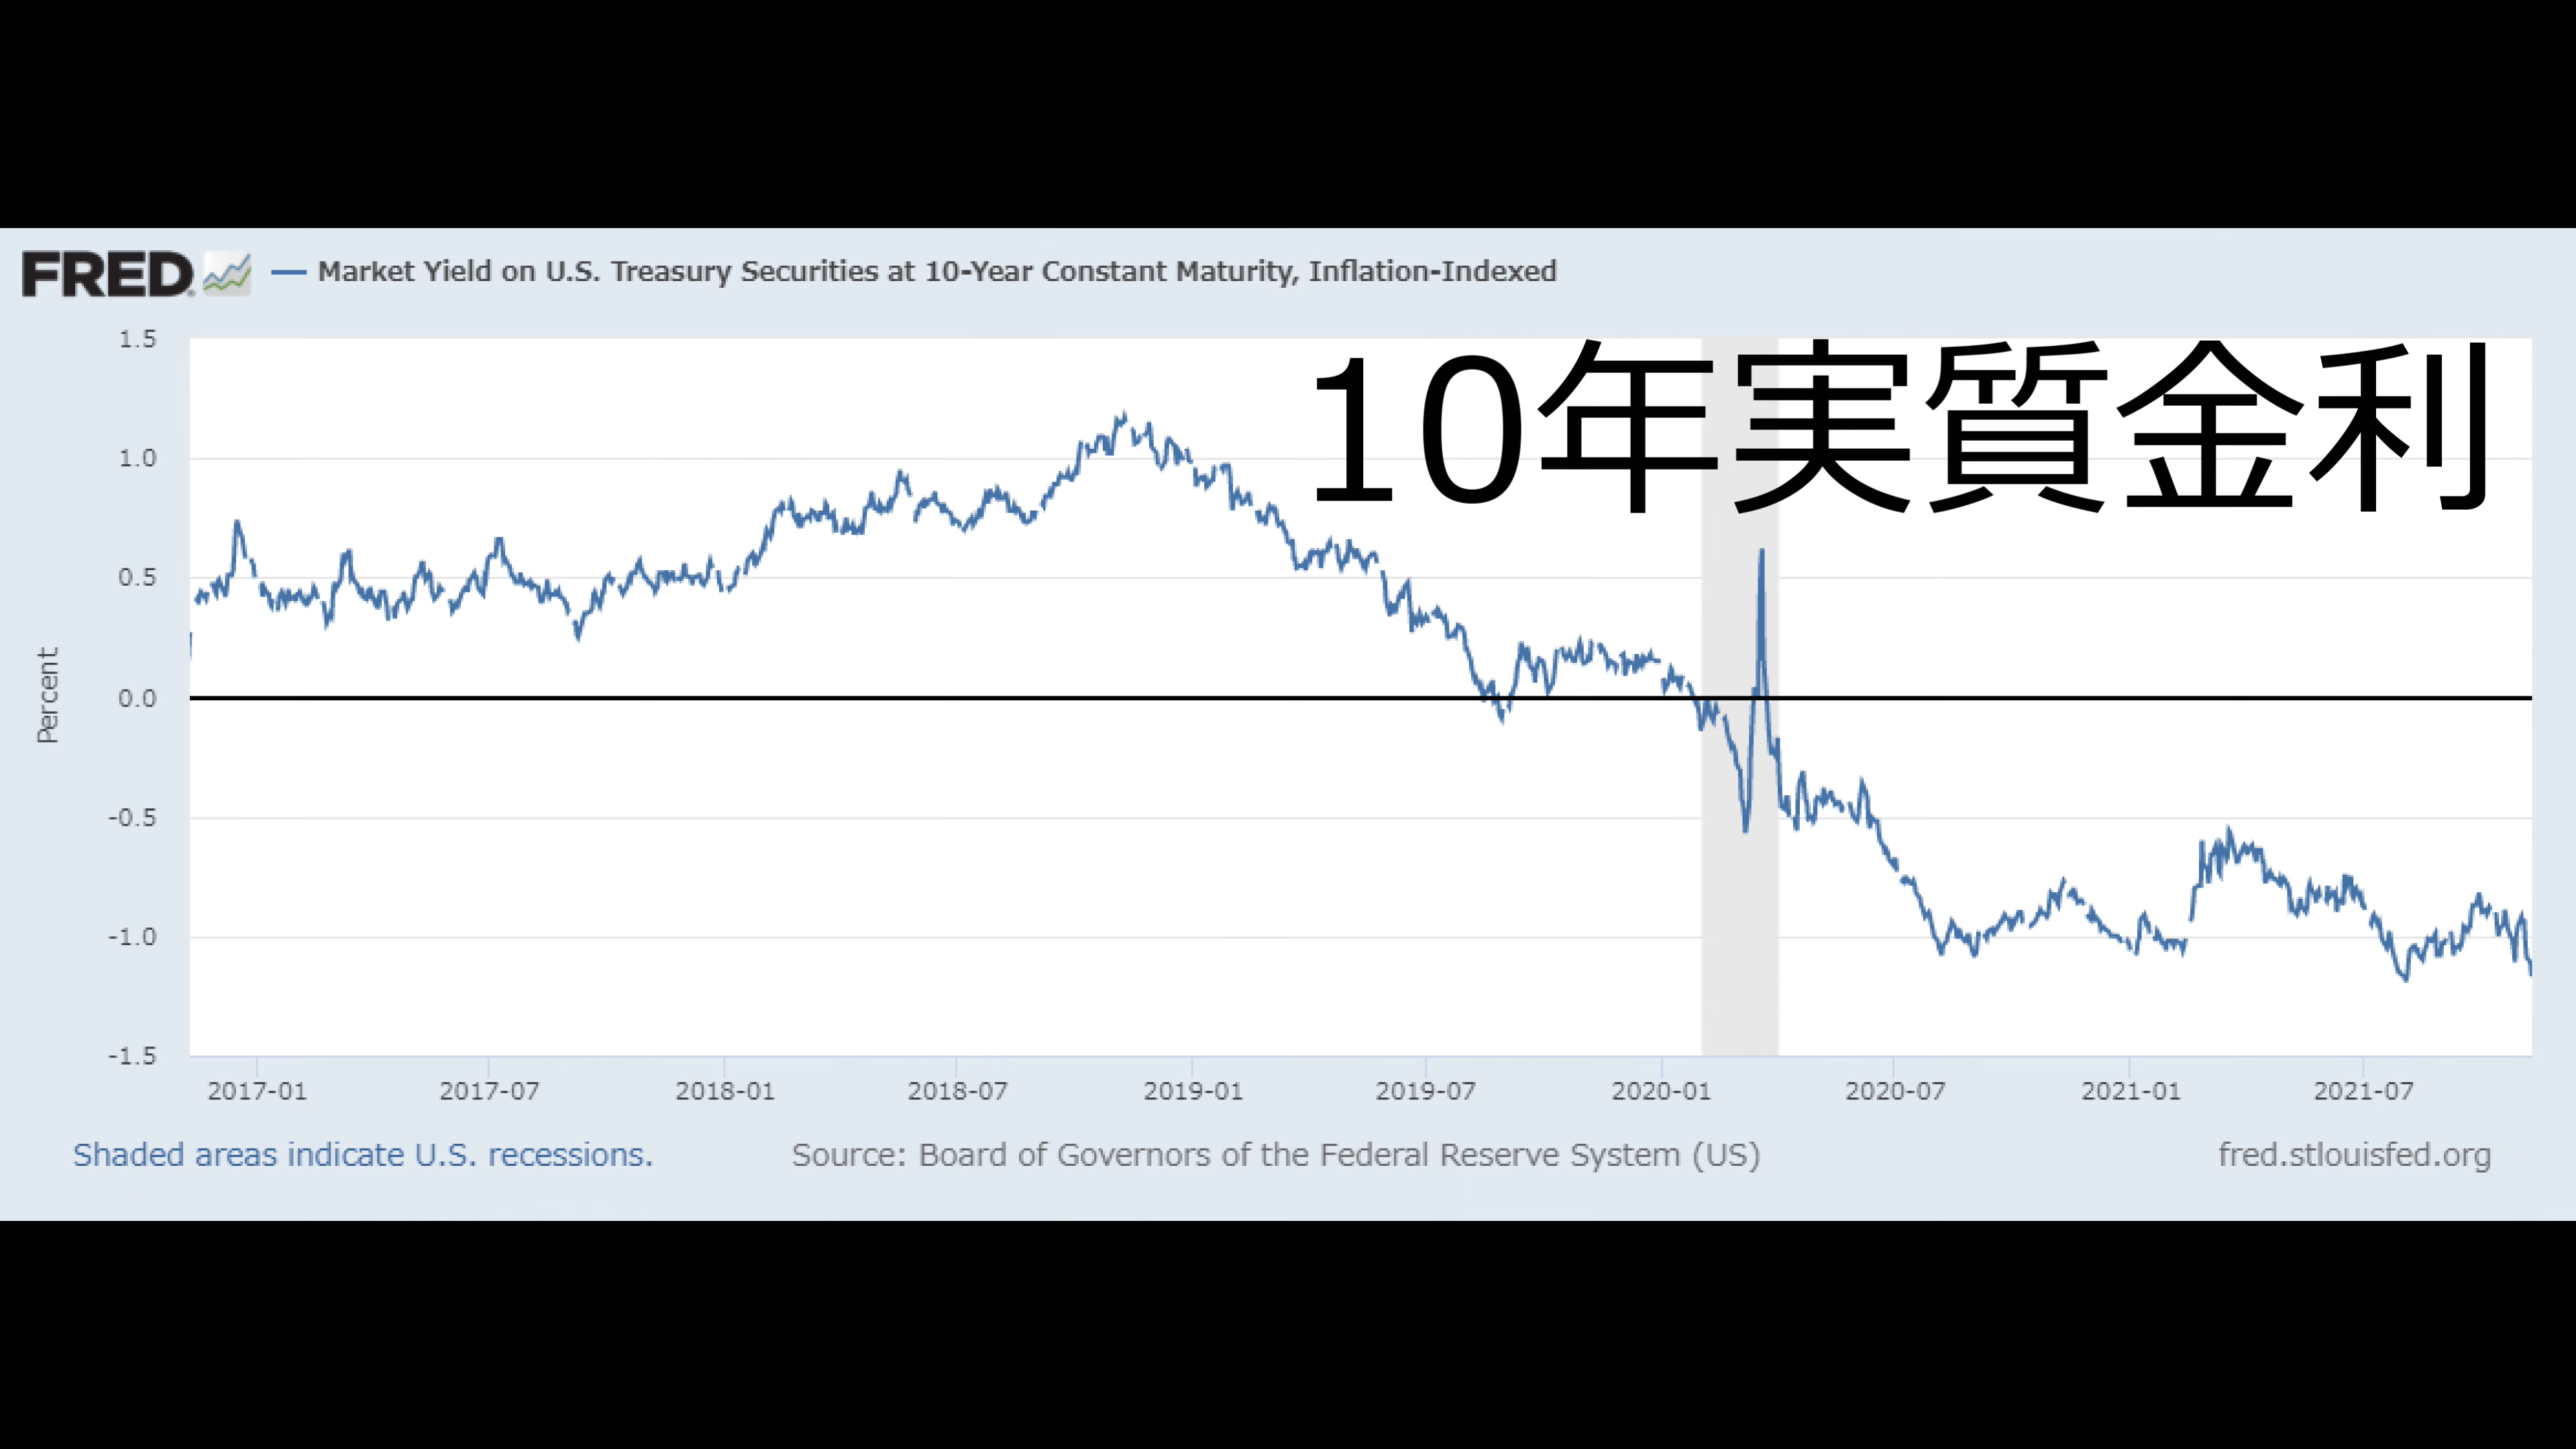 FRED
Market Yield on U.S. Treasury Securities at 10-Year Constant Maturity, Inflation-Indexed
10年実質金利
1.5
1.0
0.5
0.0
-0.5
-1.0
-1.5
Percent
2017-01 2017-07 2018-01 2018-07 2019-01 2019-07 2020-01 2020-07 2021-01 2021-07
Shaded areas indicate U.S. recessions. Source: Board of Governors of the Federal Reserve System (US) fred.stlouisfed.org